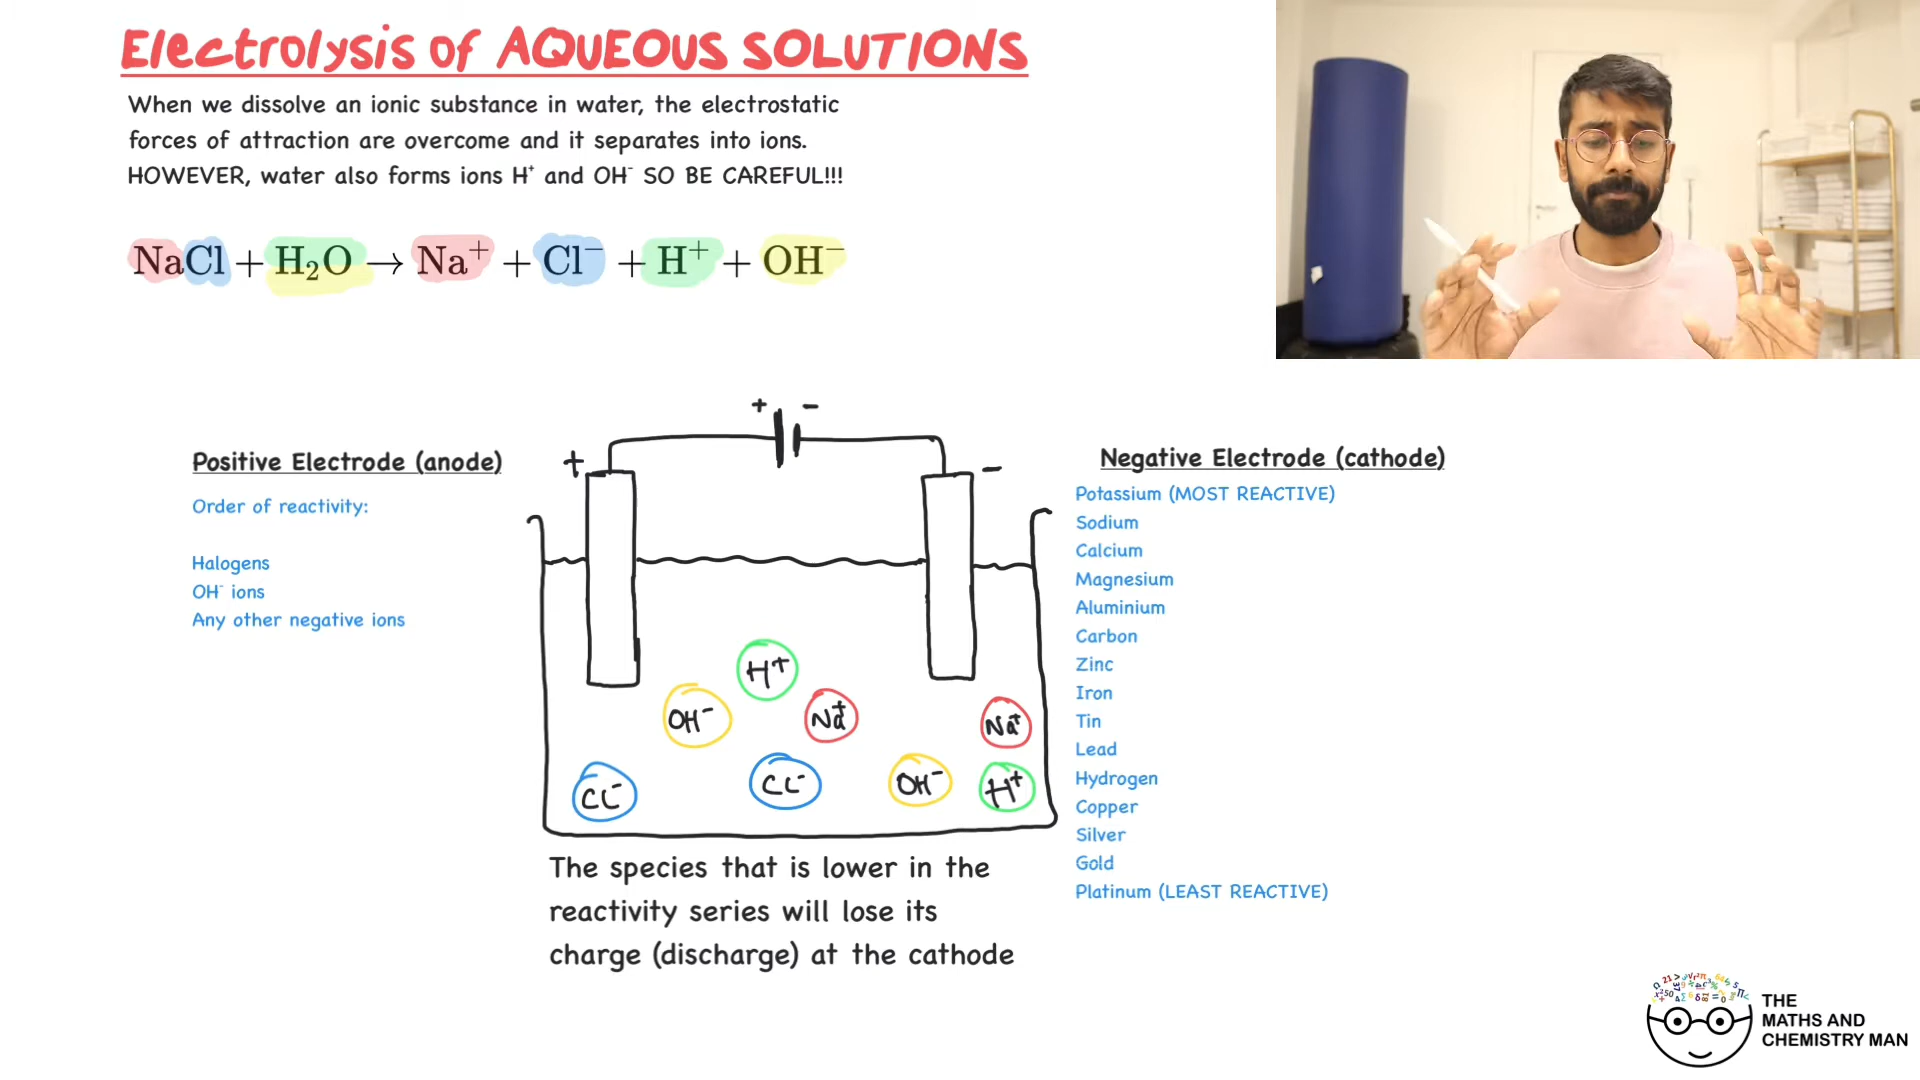 Electrolysis of AQUEOUS SOLUTIONS
When we dissolve an ionic substance in water, the electrostatic
forces of attraction are overcome and it separates into ions.
HOWEVER, water also forms ions H⁺ and OH⁻ SO BE CAREFUL!!!
NaCl + H₂O → Na⁺ + Cl⁻ + H⁺ + OH⁻
+ −
Positive Electrode (anode)
Order of reactivity:
Halogens
OH⁻ ions
Any other negative ions
+ −
H⁺
OH⁻ Na⁺ Na⁺
Cl⁻ Cl⁻ OH⁻ H⁺
The species that is lower in the
reactivity series will lose its
charge (discharge) at the cathode
Negative Electrode (cathode)
Potassium (MOST REACTIVE)
Sodium
Calcium
Magnesium
Aluminium
Carbon
Zinc
Iron
Tin
Lead
Hydrogen
Copper
Silver
Gold
Platinum (LEAST REACTIVE)
THE
MATHS AND
CHEMISTRY MAN